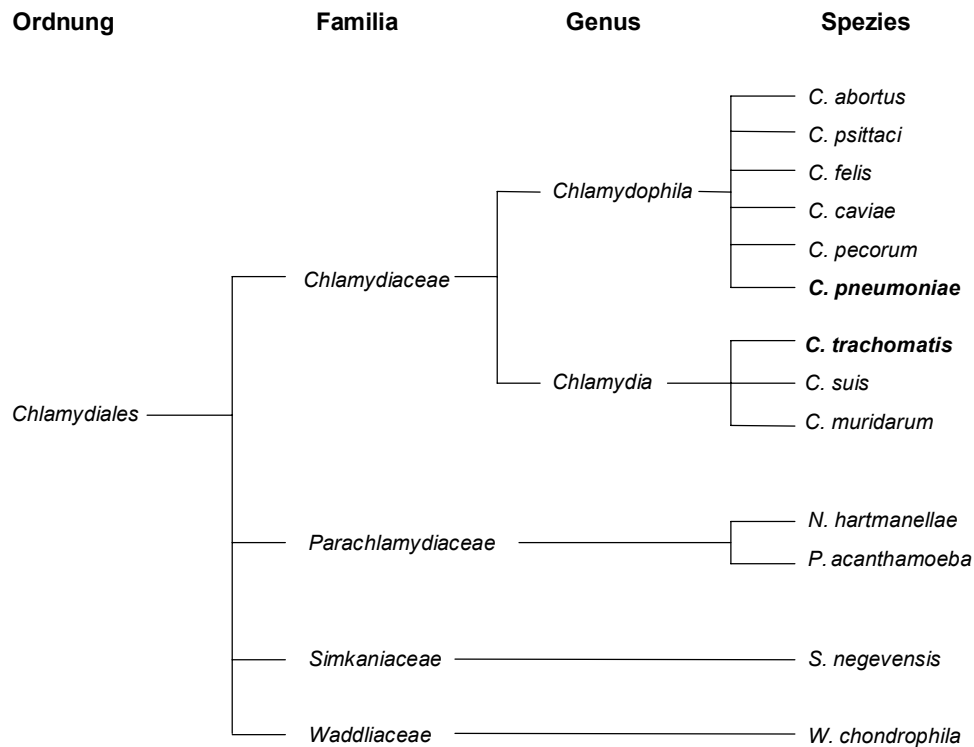 Ordnung Familia Genus Spezies
C. abortus
C. psittaci
C. felis
Chlamydophila
C. caviae
C. pecorum
Chlamydiaceae
C. pneumoniae
C. trachomatis
Chlamydia
C. suis
Chlamydiales
C. muridarum
N. hartmanellae
Parachlamydiaceae
P. acanthamoeba
Simkaniaceae
S. negevensis
Waddliaceae
W. chondrophila